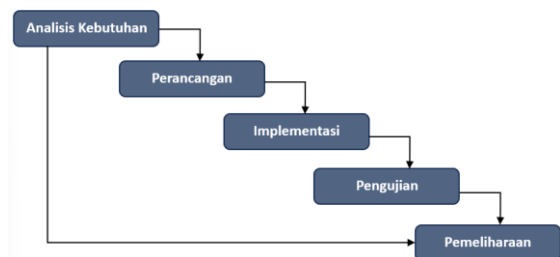 Analisis Kebutuhan
Perancangan
Implementasi
Pengujian
Pemeliharaan